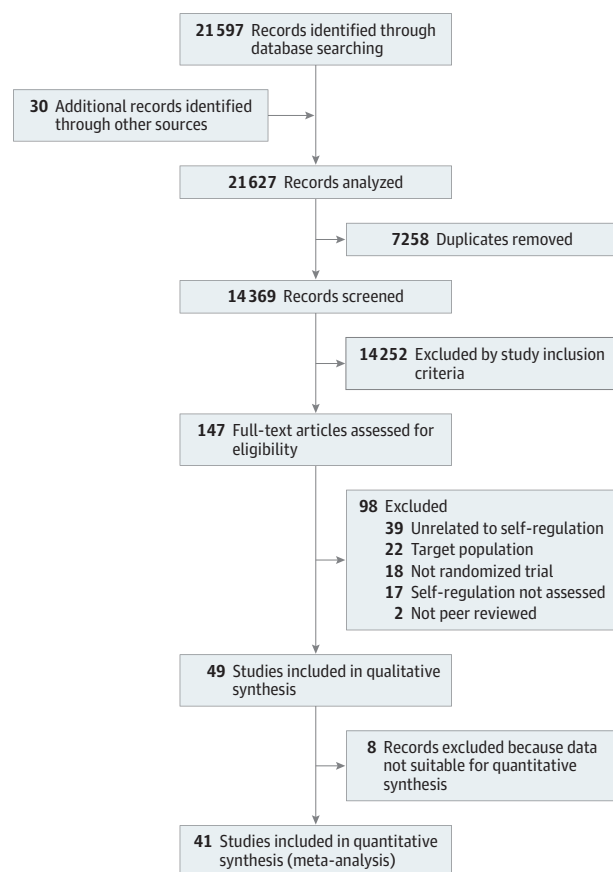 21597 Records identified through
database searching
30 Additional records identified
through other sources
21627 Records analyzed
7258 Duplicates removed
14369 Records screened
14252 Excluded by study inclusion
criteria
147 Full-text articles assessed for
eligibility
98 Excluded
39 Unrelated to self-regulation
22 Target population
18 Not randomized trial
17 Self-regulation not assessed
2 Not peer reviewed
49 Studies included in qualitative
synthesis
8 Records excluded because data
not suitable for quantitative
synthesis
41 Studies included in quantitative
synthesis (meta-analysis)